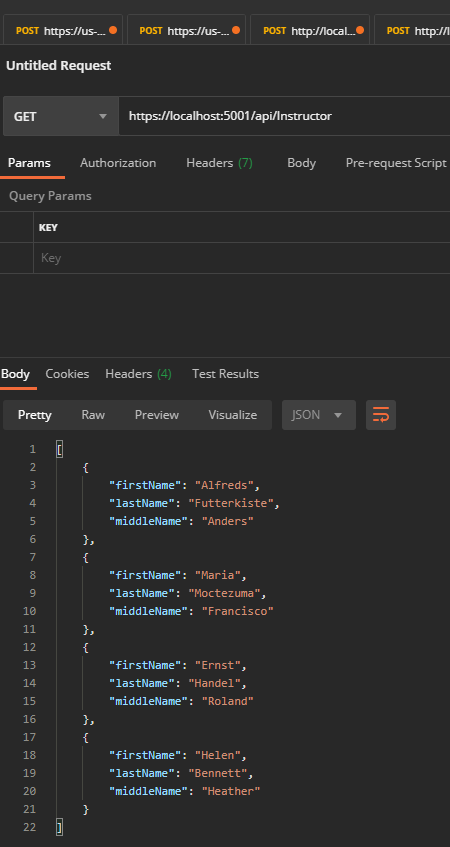 POST https://us-... POST https://us-... POST http://local... POST http://l
Untitled Request
GET https://localhost:5001/api/Instructor
Params Authorization Headers (7) Body Pre-request Script
Query Params
KEY
Key
Body Cookies Headers (4) Test Results
Pretty Raw Preview Visualize JSON
1 [
2 {
3 "firstName": "Alfreds",
4 "lastName": "Futterkiste",
5 "middleName": "Anders"
6 },
7 {
8 "firstName": "Maria",
9 "lastName": "Moctezuma",
10 "middleName": "Francisco"
11 },
12 {
13 "firstName": "Ernst",
14 "lastName": "Handel",
15 "middleName": "Roland"
16 },
17 {
18 "firstName": "Helen",
19 "lastName": "Bennett",
20 "middleName": "Heather"
21 }
22 ]